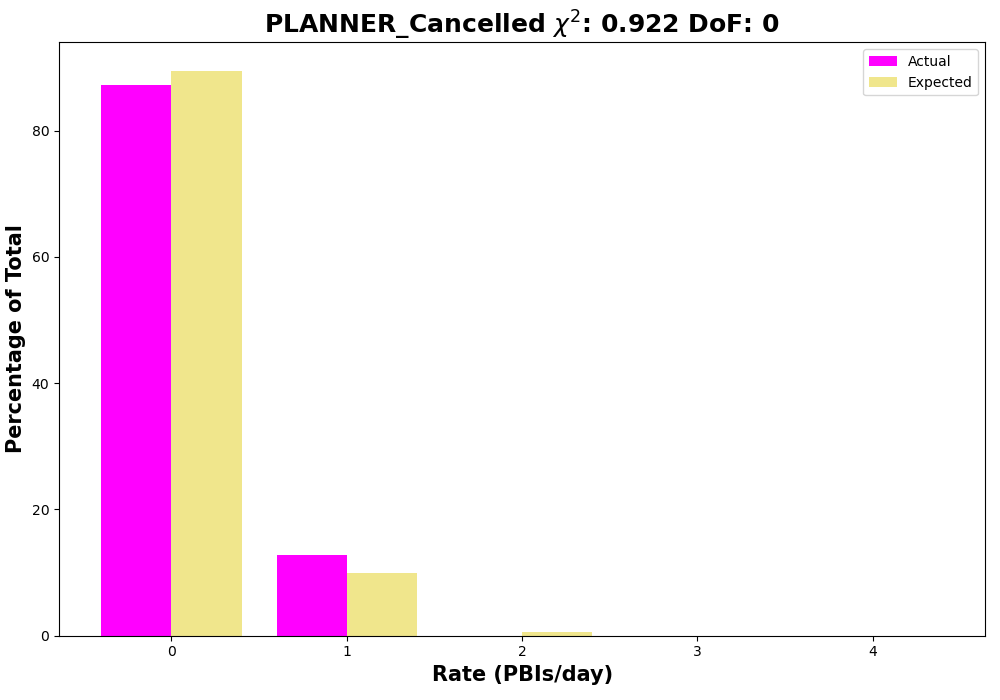 PLANNER_Cancelled χ²: 0.922 DoF: 0
Actual
Expected
Percentage of Total
80
60
40
20
0
0 1 2 3 4
Rate (PBIs/day)